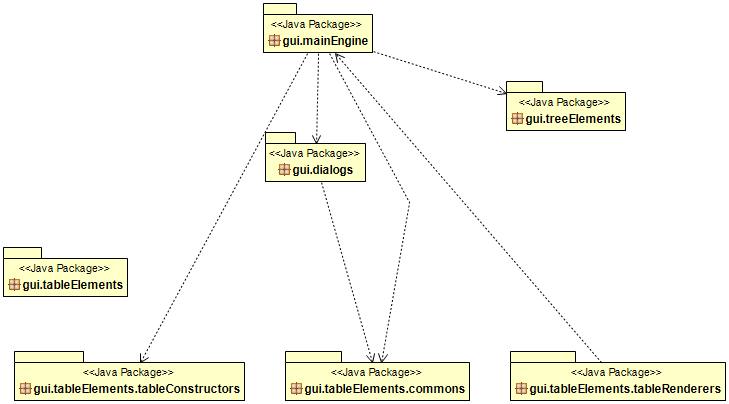 <<Java Package>>
gui.mainEngine
<<Java Package>>
gui.treeElements
<<Java Package>>
gui.dialogs
<<Java Package>>
gui.tableElements
<<Java Package>>
gui.tableElements.tableConstructors
<<Java Package>>
gui.tableElements.commons
<<Java Package>>
gui.tableElements.tableRenderers